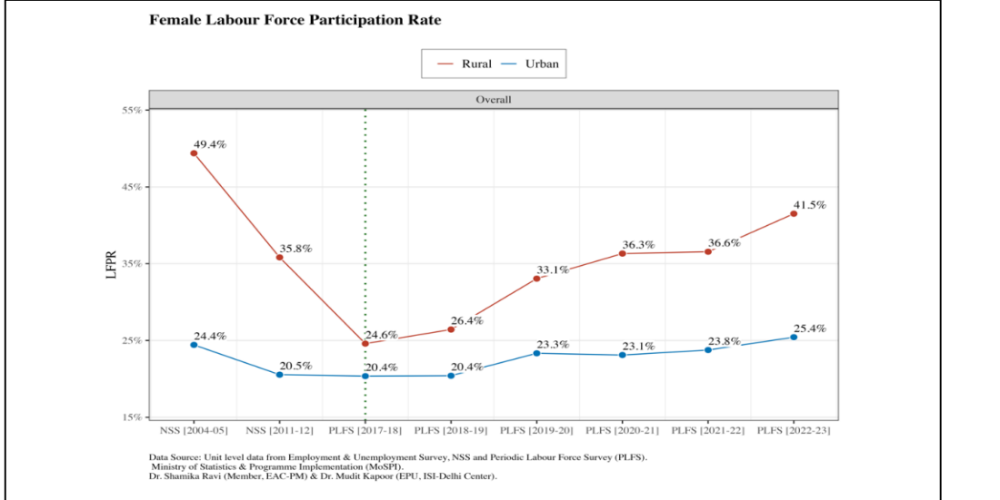 Female Labour Force Participation Rate
Rural Urban
Overall
55%
49.4%
45%
41.5%
35.8%
36.3%
36.6%
35%
33.1%
LFPR
26.4%
24.6%
25%
24.4%
20.5%
20.4%
20.4%
23.3%
23.1%
23.8%
25.4%
15%
NSS [2004-05] NSS [2011-12] PLFS [2017-18] PLFS [2018-19] PLFS [2019-20] PLFS [2020-21] PLFS [2021-22] PLFS [2022-23]
Data Source: Unit level data from Employment & Unemployment Survey, NSS and Periodic Labour Force Survey (PLFS).
Ministry of Statistics & Programme Implementation (MoSPI).
Dr. Shamika Ravi (Member, EAC-PM) & Dr. Mudit Kapoor (EPU, ISI-Delhi Center).